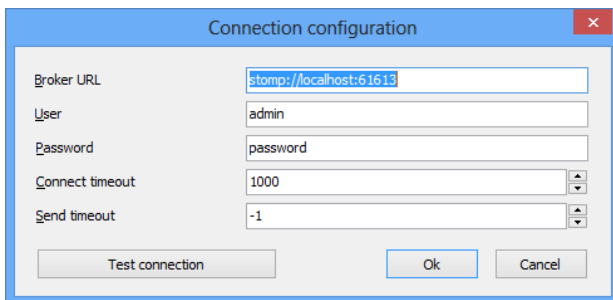 Connection configuration
Broker URL stomp://localhost:61613
User admin
Password password
Connect timeout 1000
Send timeout -1
Test connection Ok Cancel